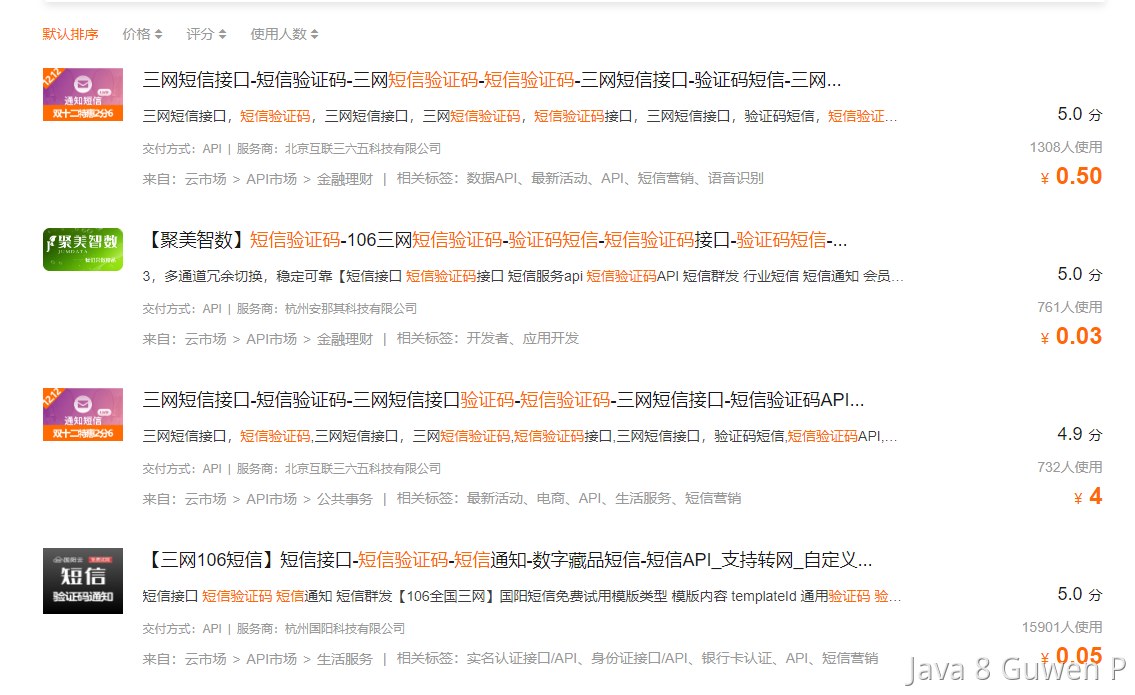 默认排序 价格 评分 使用人数
12.12
通知短信
双十二特惠2分6
三网短信接口-短信验证码-三网短信验证码-短信验证码-三网短信接口-验证码短信-三网...
三网短信接口，短信验证码，三网短信接口，三网短信验证码，短信验证码接口，三网短信接口，验证码短信，短信验证...
5.0 分
交付方式：API | 服务商：北京互联三六五科技有限公司
1308人使用
来自：云市场 > API市场 > 金融理财 | 相关标签：数据API、最新活动、API、短信营销、语音识别
¥ 0.50
聚美智数
JUMDATA
【聚美智数】短信验证码-106三网短信验证码-验证码短信-短信验证码接口-验证码短信-...
3，多通道冗余切换，稳定可靠【短信接口 短信验证码接口 短信服务api 短信验证码API 短信群发 行业短信 短信通知 会员...
5.0 分
交付方式：API | 服务商：杭州安那其科技有限公司
761人使用
来自：云市场 > API市场 > 金融理财 | 相关标签：开发者、应用开发
¥ 0.03
12.12
通知短信
双十二特惠2分6
三网短信接口-短信验证码-三网短信接口验证码-短信验证码-三网短信接口-短信验证码API...
三网短信接口，短信验证码,三网短信接口，三网短信验证码,短信验证码接口,三网短信接口，验证码短信,短信验证码API,...
4.9 分
交付方式：API | 服务商：北京互联三六五科技有限公司
732人使用
来自：云市场 > API市场 > 公共事务 | 相关标签：最新活动、电商、API、生活服务、短信营销
¥ 4
国阳云
短信
验证码通知
【三网106短信】短信接口-短信验证码-短信通知-数字藏品短信-短信API_支持转网_自定义...
短信接口 短信验证码 短信通知 短信群发【106全国三网】国阳短信免费试用模版类型 模版内容 templateId 通用验证码 验...
5.0 分
交付方式：API | 服务商：杭州国阳科技有限公司
15901人使用
来自：云市场 > API市场 > 生活服务 | 相关标签：实名认证接口/API、身份证接口/API、银行卡认证、API、短信营销
¥ 0.05
Java 8 Guwen P